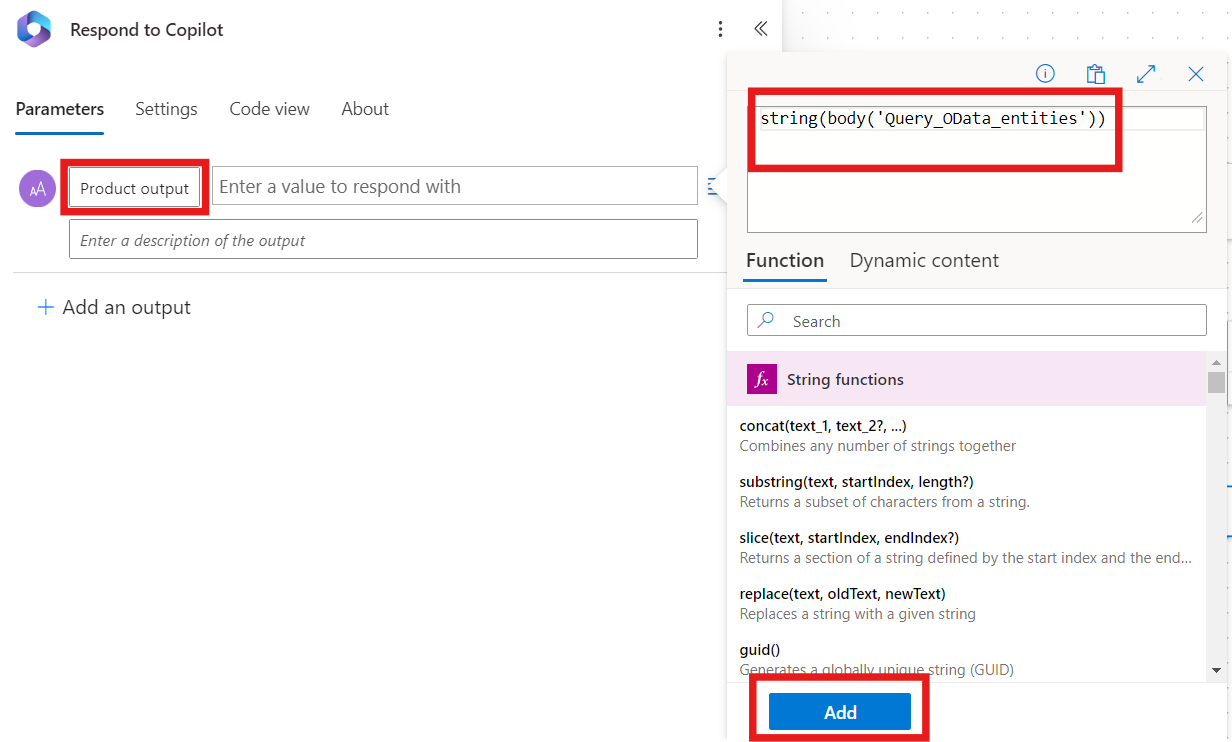 Respond to Copilot
Parameters Settings Code view About
AA Product output Enter a value to respond with
Enter a description of the output
+ Add an output
string(body('Query_OData_entities'))
Function Dynamic content
Search
fx String functions
concat(text_1, text_2?, ...)
Combines any number of strings together
substring(text, startIndex, length?)
Returns a subset of characters from a string.
slice(text, startIndex, endIndex?)
Returns a section of a string defined by the start index and the end...
replace(text, oldText, newText)
Replaces a string with a given string
guid()
Generates a globally unique string (GUID)
Add